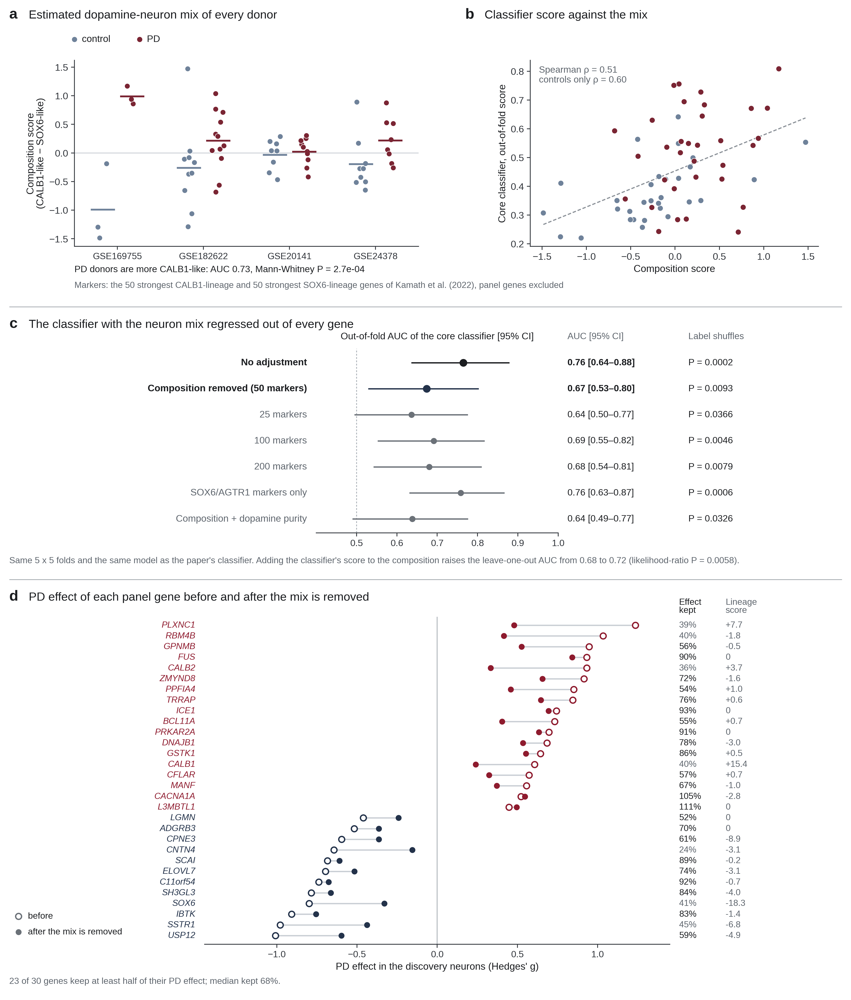 a Estimated dopamine-neuron mix of every donor
control PD
Composition score
(CALB1-like − SOX6-like)
1.5
1.0
0.5
0.0
−0.5
−1.0
−1.5
GSE169755 GSE182622 GSE20141 GSE24378
PD donors are more CALB1-like: AUC 0.73, Mann-Whitney P = 2.7e-04
Markers: the 50 strongest CALB1-lineage and 50 strongest SOX6-lineage genes of Kamath et al. (2022), panel genes excluded
b Classifier score against the mix
Spearman ρ = 0.51
controls only ρ = 0.60
Core classifier, out-of-fold score
0.8
0.7
0.6
0.5
0.4
0.3
0.2
−1.5 −1.0 −0.5 0.0 0.5 1.0 1.5
Composition score
c The classifier with the neuron mix regressed out of every gene
Out-of-fold AUC of the core classifier [95% CI] AUC [95% CI] Label shuffles
No adjustment 0.76 [0.64–0.88] P = 0.0002
Composition removed (50 markers) 0.67 [0.53–0.80] P = 0.0093
25 markers 0.64 [0.50–0.77] P = 0.0366
100 markers 0.69 [0.55–0.82] P = 0.0046
200 markers 0.68 [0.54–0.81] P = 0.0079
SOX6/AGTR1 markers only 0.76 [0.63–0.87] P = 0.0006
Composition + dopamine purity 0.64 [0.49–0.77] P = 0.0326
0.5 0.6 0.7 0.8 0.9 1.0
Same 5 x 5 folds and the same model as the paper's classifier. Adding the classifier's score to the composition raises the leave-one-out AUC from 0.68 to 0.72 (likelihood-ratio P = 0.0058).
d PD effect of each panel gene before and after the mix is removed
Effect Lineage
kept score
PLXNC1 39% +7.7
RBM4B 40% -1.8
GPNMB 56% -0.5
FUS 90% 0
CALB2 36% +3.7
ZMYND8 72% -1.6
PPFIA4 54% +1.0
TRRAP 76% +0.6
ICE1 93% 0
BCL11A 55% +0.7
PRKAR2A 91% 0
DNAJB1 78% -3.0
GSTK1 86% +0.5
CALB1 40% +15.4
CFLAR 57% +0.7
MANF 67% -1.0
CACNA1A 105% -2.8
L3MBTL1 111% 0
LGMN 52% 0
ADGRB3 70% 0
CPNE3 61% -8.9
CNTN4 24% -3.1
SCAI 89% -0.2
ELOVL7 74% -3.1
C11orf54 92% -0.7
SH3GL3 84% -4.0
SOX6 41% -18.3
IBTK 83% -1.4
SSTR1 45% -6.8
USP12 59% -4.9
before
after the mix is removed
−1.0 −0.5 0.0 0.5 1.0
PD effect in the discovery neurons (Hedges' g)
23 of 30 genes keep at least half of their PD effect; median kept 68%.